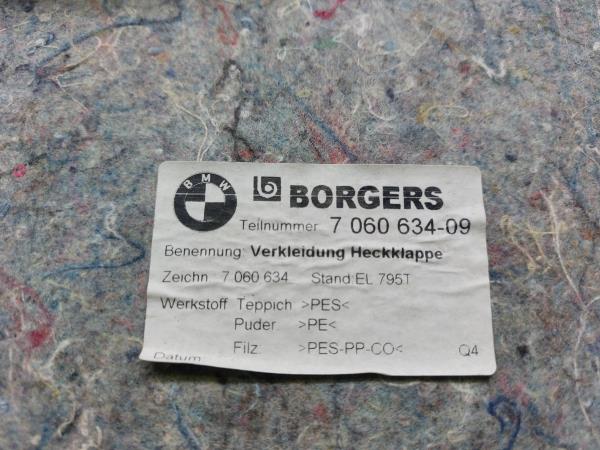 BMW
BORGERS
Teilnummer 7 060 634-09
Benennung: Verkleidung Heckklappe
Zeichn 7 060 634 Stand:EL 795T
Werkstoff Teppich >PES<
Puder >PE<
Filz: >PES-PP-CO< Q4
Datum